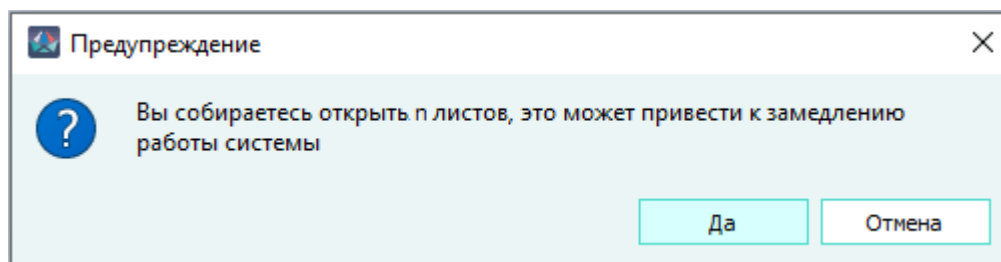 Предупреждение
Вы собираетесь открыть n листов, это может привести к замедлению
работы системы
Да
Отмена